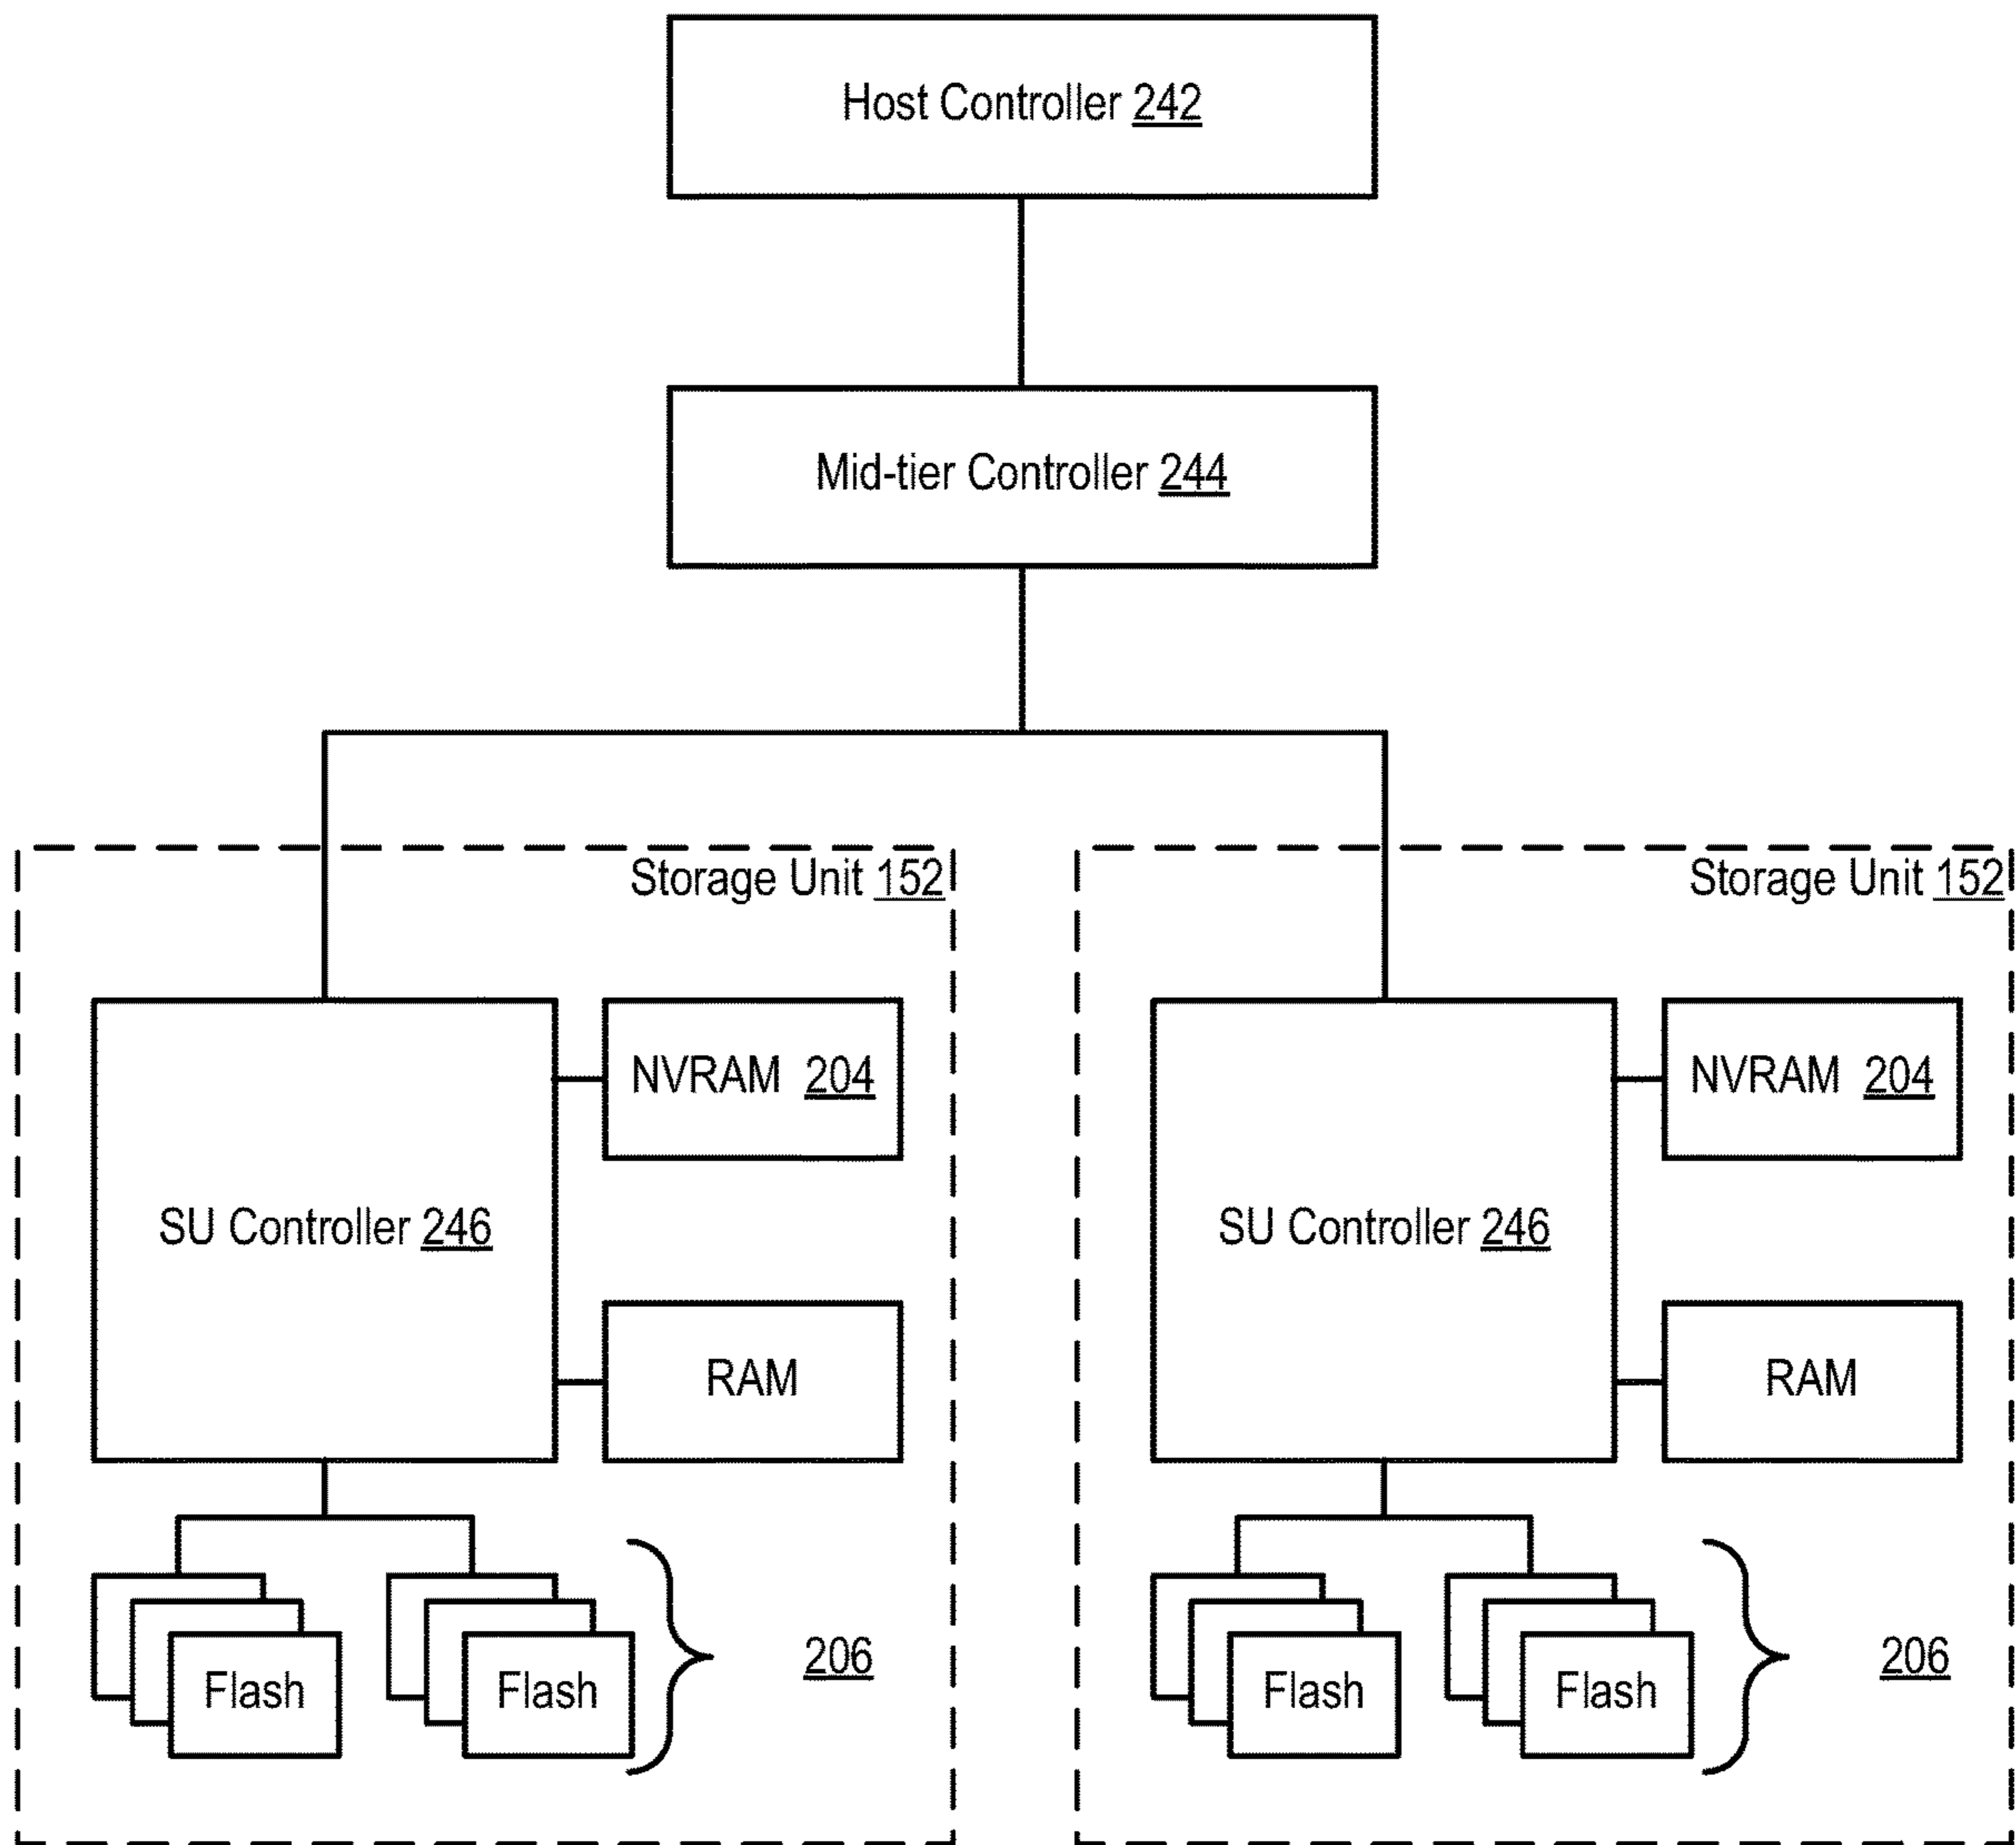 Host Controller 242
Mid-tier Controller 244
Storage Unit 152
SU Controller 246
NVRAM 204
RAM
Flash
Flash
206
Storage Unit 152
SU Controller 246
NVRAM 204
RAM
Flash
Flash
206